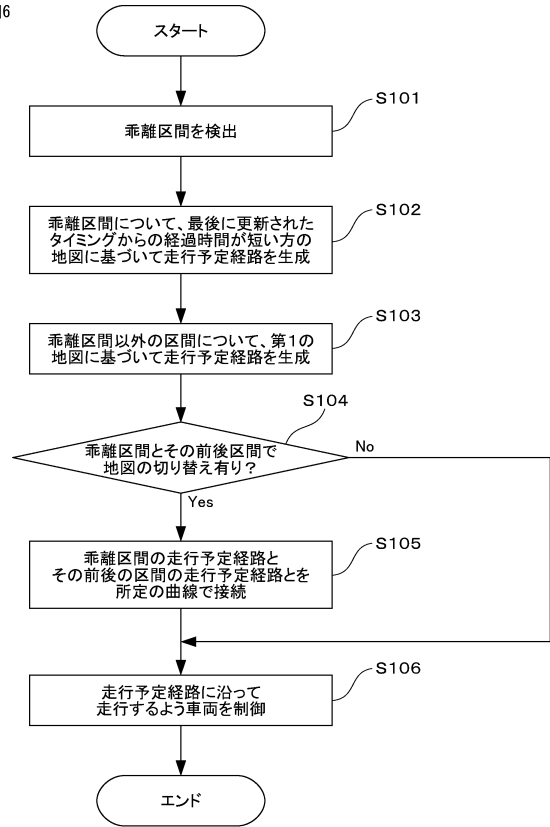 図6
スタート
乖離区間を検出
S101
乖離区間について、最後に更新された
タイミングからの経過時間が短い方の
地図に基づいて走行予定経路を生成
S102
乖離区間以外の区間について、第1の
地図に基づいて走行予定経路を生成
S103
S104
乖離区間とその前後区間で
地図の切り替え有り？
No
Yes
乖離区間の走行予定経路と
その前後の区間の走行予定経路とを
所定の曲線で接続
S105
走行予定経路に沿って
走行するよう車両を制御
S106
エンド